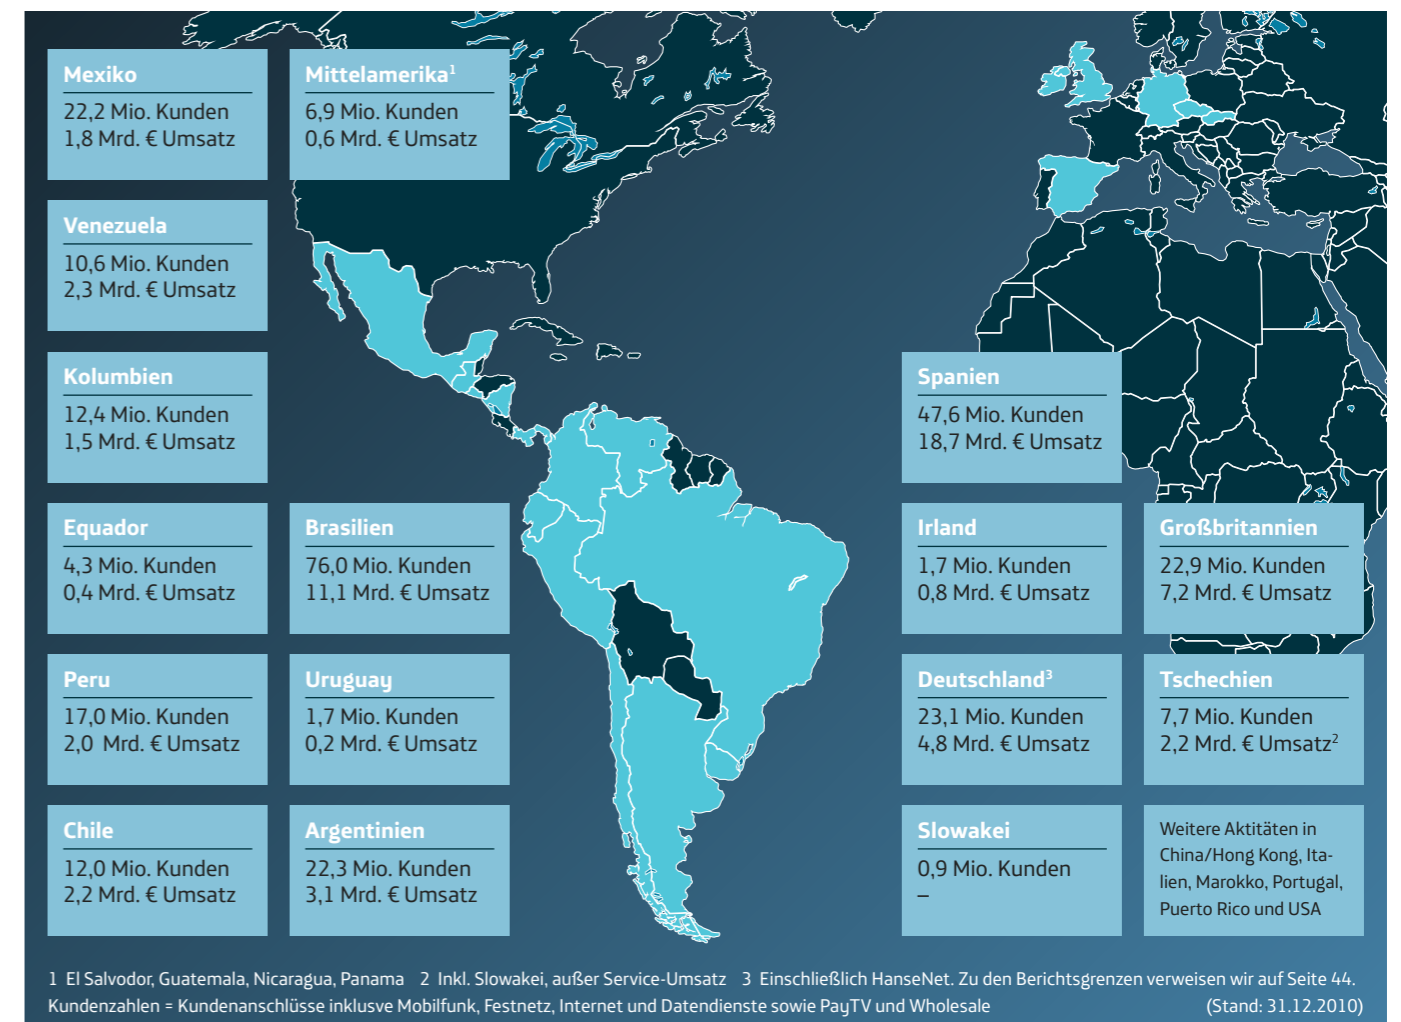 Mexiko
22,2 Mio. Kunden
1,8 Mrd. € Umsatz
Mittelamerika¹
6,9 Mio. Kunden
0,6 Mrd. € Umsatz
Venezuela
10,6 Mio. Kunden
2,3 Mrd. € Umsatz
Kolumbien
12,4 Mio. Kunden
1,5 Mrd. € Umsatz
Equador
4,3 Mio. Kunden
0,4 Mrd. € Umsatz
Brasilien
76,0 Mio. Kunden
11,1 Mrd. € Umsatz
Peru
17,0 Mio. Kunden
2,0 Mrd. € Umsatz
Uruguay
1,7 Mio. Kunden
0,2 Mrd. € Umsatz
Chile
12,0 Mio. Kunden
2,2 Mrd. € Umsatz
Argentinien
22,3 Mio. Kunden
3,1 Mrd. € Umsatz
Spanien
47,6 Mio. Kunden
18,7 Mrd. € Umsatz
Irland
1,7 Mio. Kunden
0,8 Mrd. € Umsatz
Großbritannien
22,9 Mio. Kunden
7,2 Mrd. € Umsatz
Deutschland³
23,1 Mio. Kunden
4,8 Mrd. € Umsatz
Tschechien
7,7 Mio. Kunden
2,2 Mrd. € Umsatz²
Slowakei
0,9 Mio. Kunden
–
Weitere Aktitäten in
China/Hong Kong, Ita-
lien, Marokko, Portugal,
Puerto Rico und USA
1 El Salvodor, Guatemala, Nicaragua, Panama 2 Inkl. Slowakei, außer Service-Umsatz 3 Einschließlich HanseNet. Zu den Berichtsgrenzen verweisen wir auf Seite 44.
Kundenzahlen = Kundenanschlüsse inklusve Mobilfunk, Festnetz, Internet und Datendienste sowie PayTV und Wholesale (Stand: 31.12.2010)